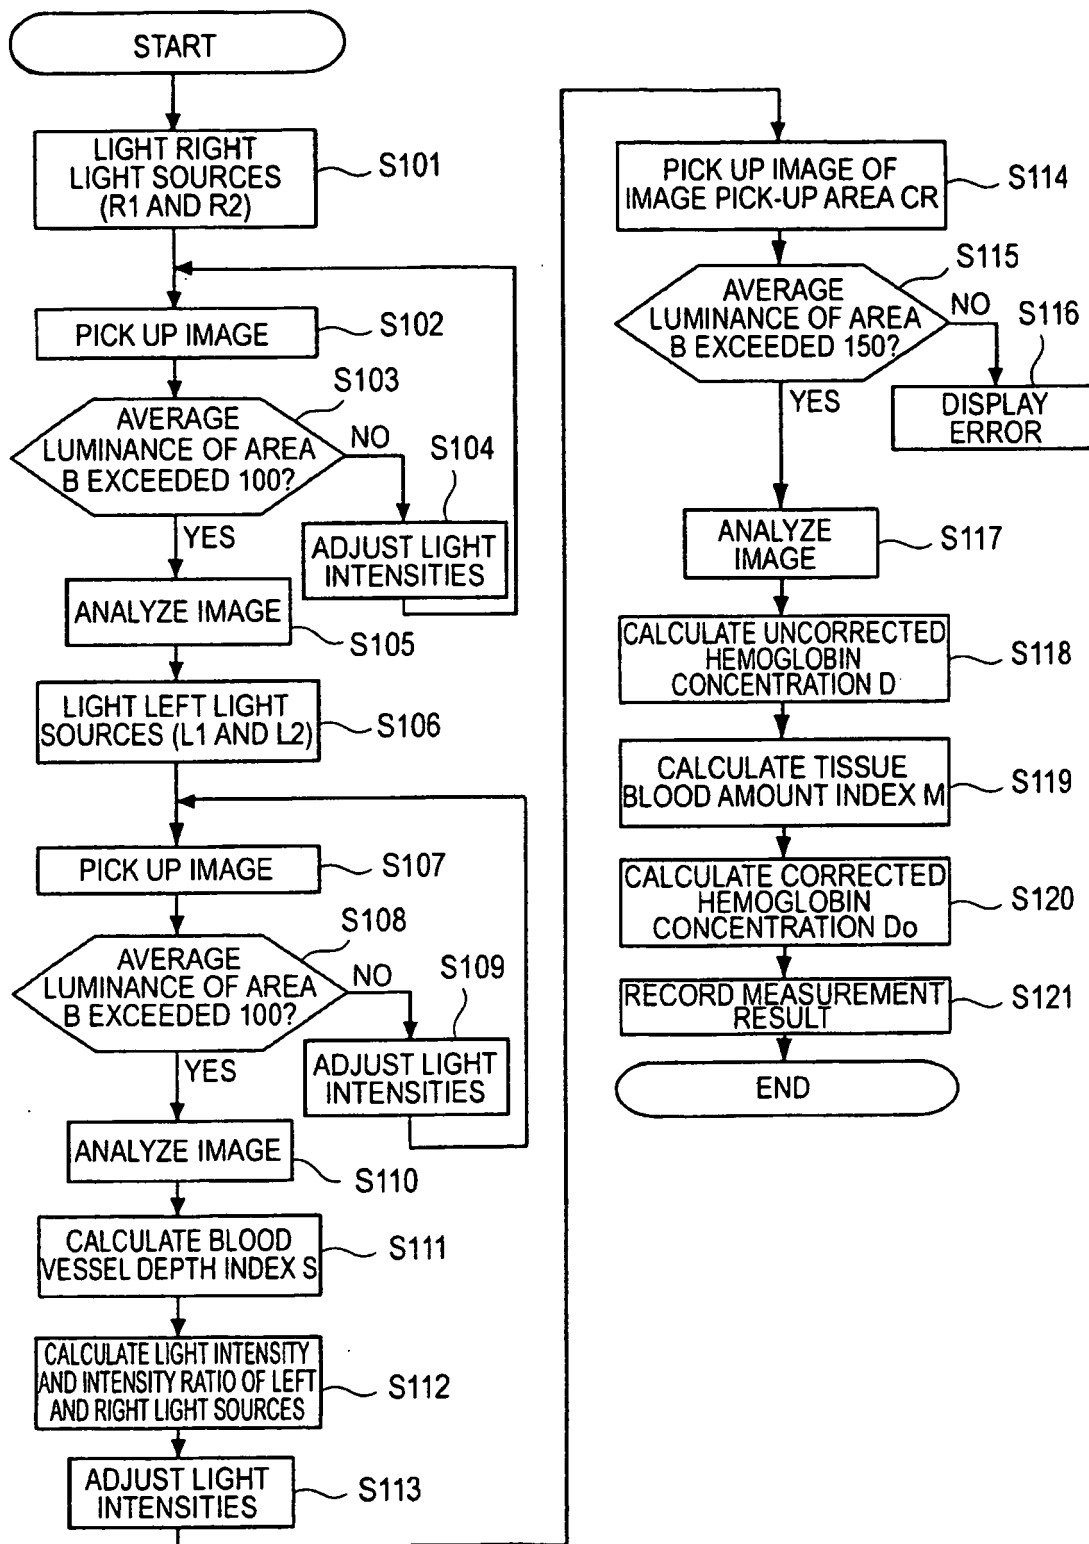 START
LIGHT RIGHT
LIGHT SOURCES
(R1 AND R2)
S101
PICK UP IMAGE
S102
S103
AVERAGE
LUMINANCE OF AREA
B EXCEEDED 100?
NO
S104
YES
ADJUST LIGHT
INTENSITIES
ANALYZE IMAGE
S105
LIGHT LEFT LIGHT
SOURCES (L1 AND L2)
S106
PICK UP IMAGE
S107
S108
AVERAGE
LUMINANCE OF AREA
B EXCEEDED 100?
NO
S109
YES
ADJUST LIGHT
INTENSITIES
ANALYZE IMAGE
S110
CALCULATE BLOOD
VESSEL DEPTH INDEX S
S111
CALCULATE LIGHT INTENSITY
AND INTENSITY RATIO OF LEFT
AND RIGHT LIGHT SOURCES
S112
ADJUST LIGHT
INTENSITIES
S113
PICK UP IMAGE OF
IMAGE PICK-UP AREA CR
S114
S115
AVERAGE
LUMINANCE OF AREA
B EXCEEDED 150?
NO
S116
YES
DISPLAY
ERROR
ANALYZE
IMAGE
S117
CALCULATE UNCORRECTED
HEMOGLOBIN
CONCENTRATION D
S118
CALCULATE TISSUE
BLOOD AMOUNT INDEX M
S119
CALCULATE CORRECTED
HEMOGLOBIN
CONCENTRATION Do
S120
RECORD MEASUREMENT
RESULT
S121
END